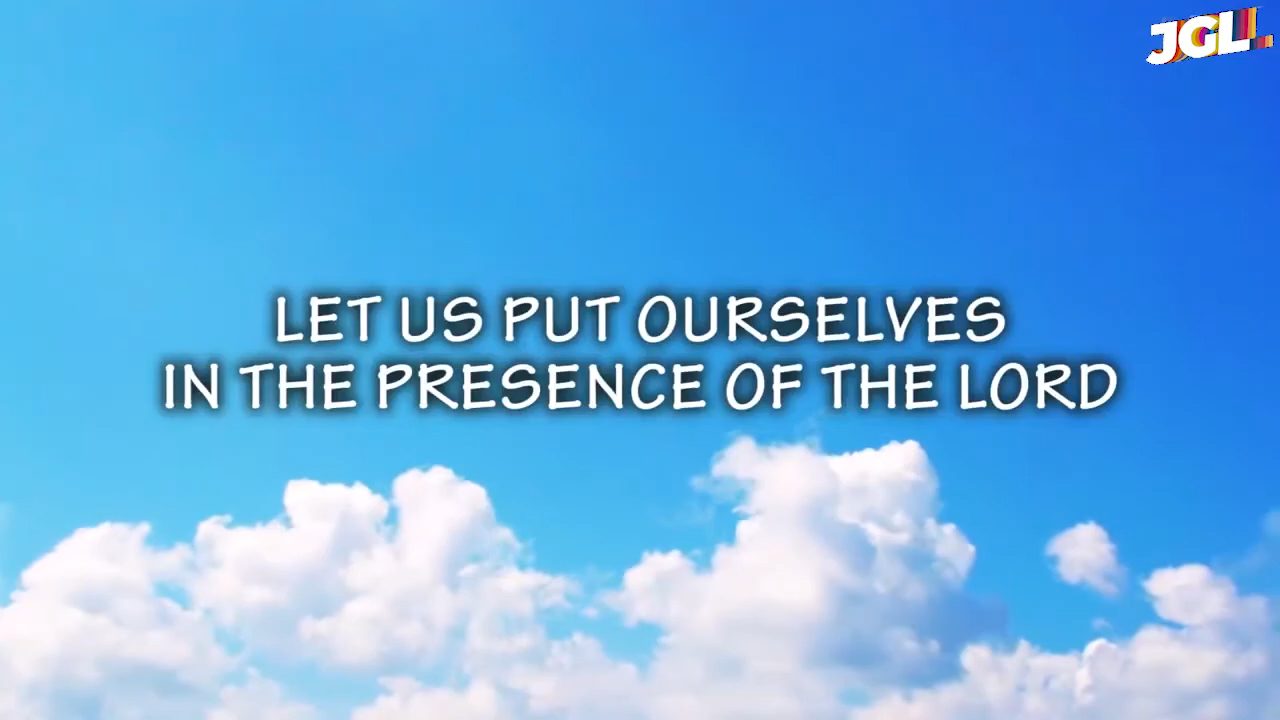 JGL.
LET US PUT OURSELVES
IN THE PRESENCE OF THE LORD